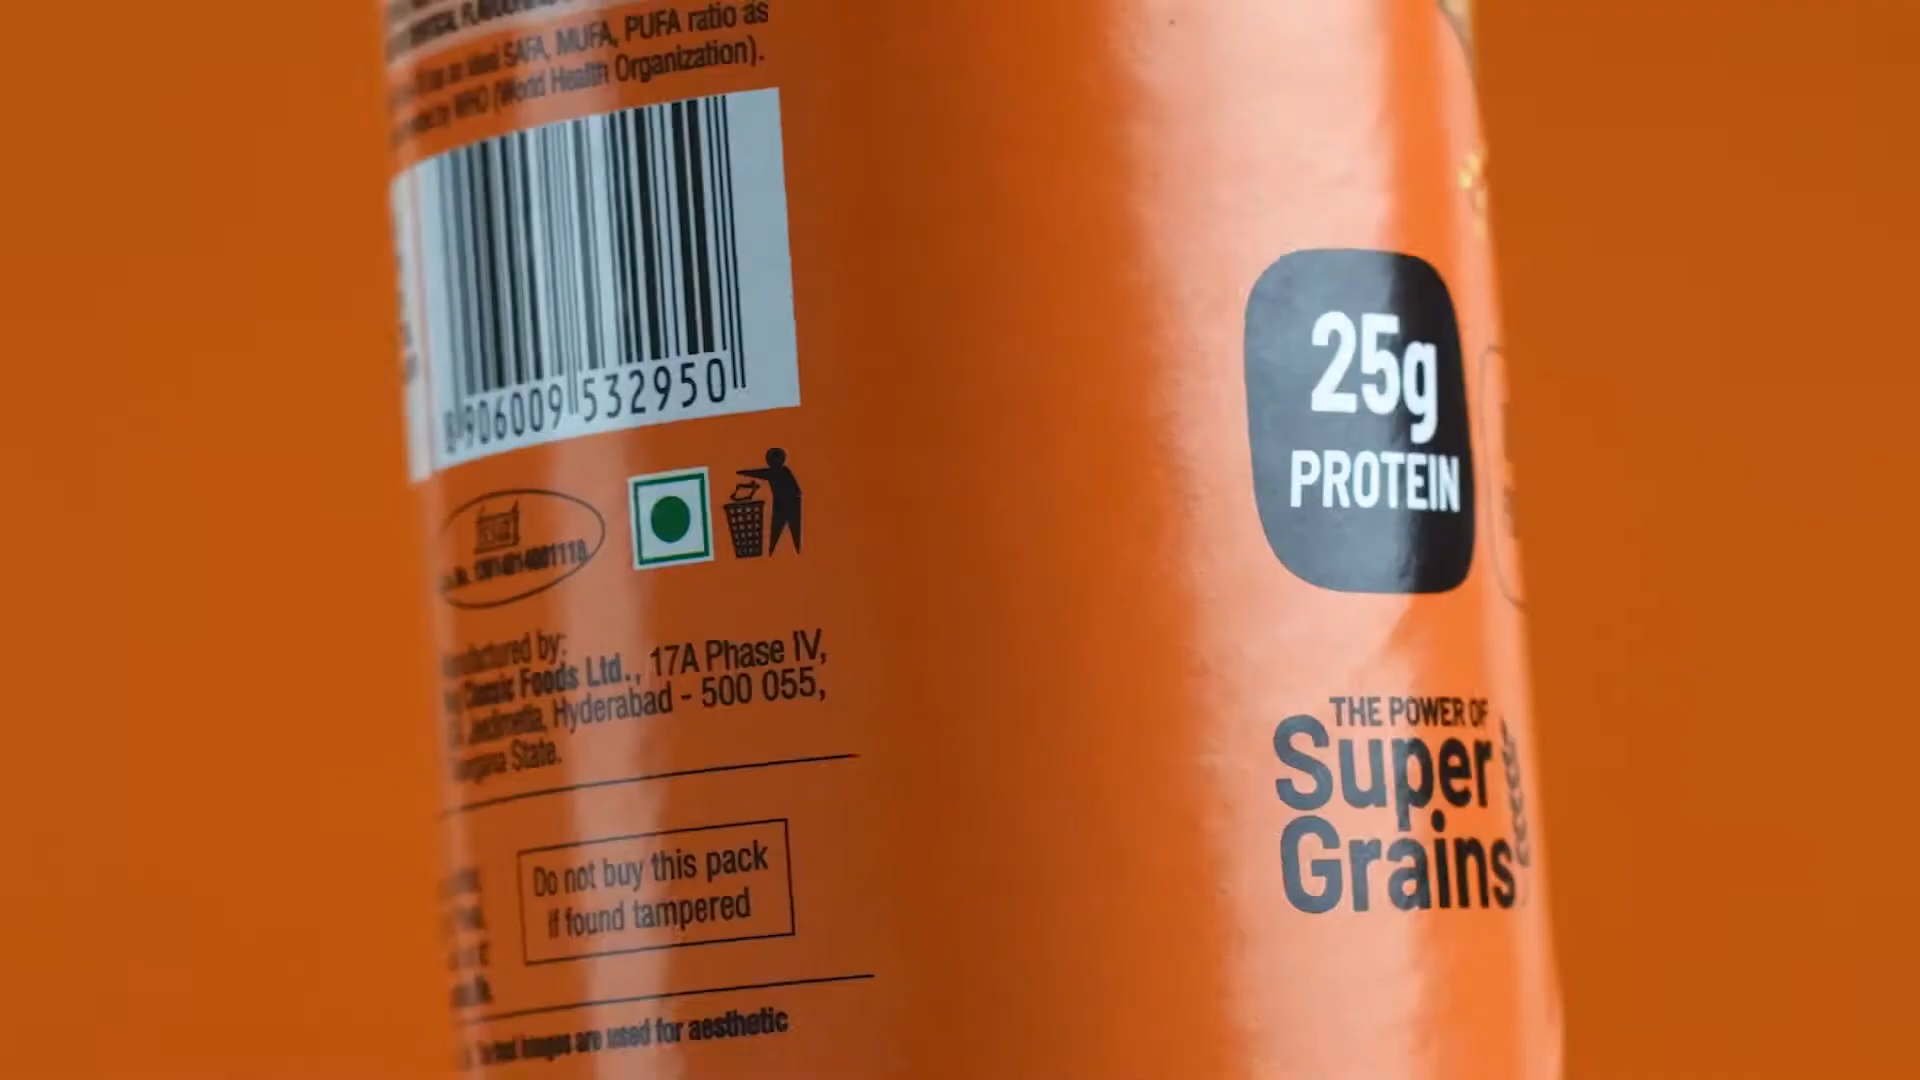 SAFA, MUFA, PUFA ratio as
by WHO (World Health Organization).
8 906009 532950
by:
Classic Foods Ltd., 17A Phase IV,
Jeedimetla, Hyderabad - 500 055,
State.
Do not buy this pack
if found tampered
images are used for aesthetic
25g
PROTEIN
THE POWER OF
Super
Grains